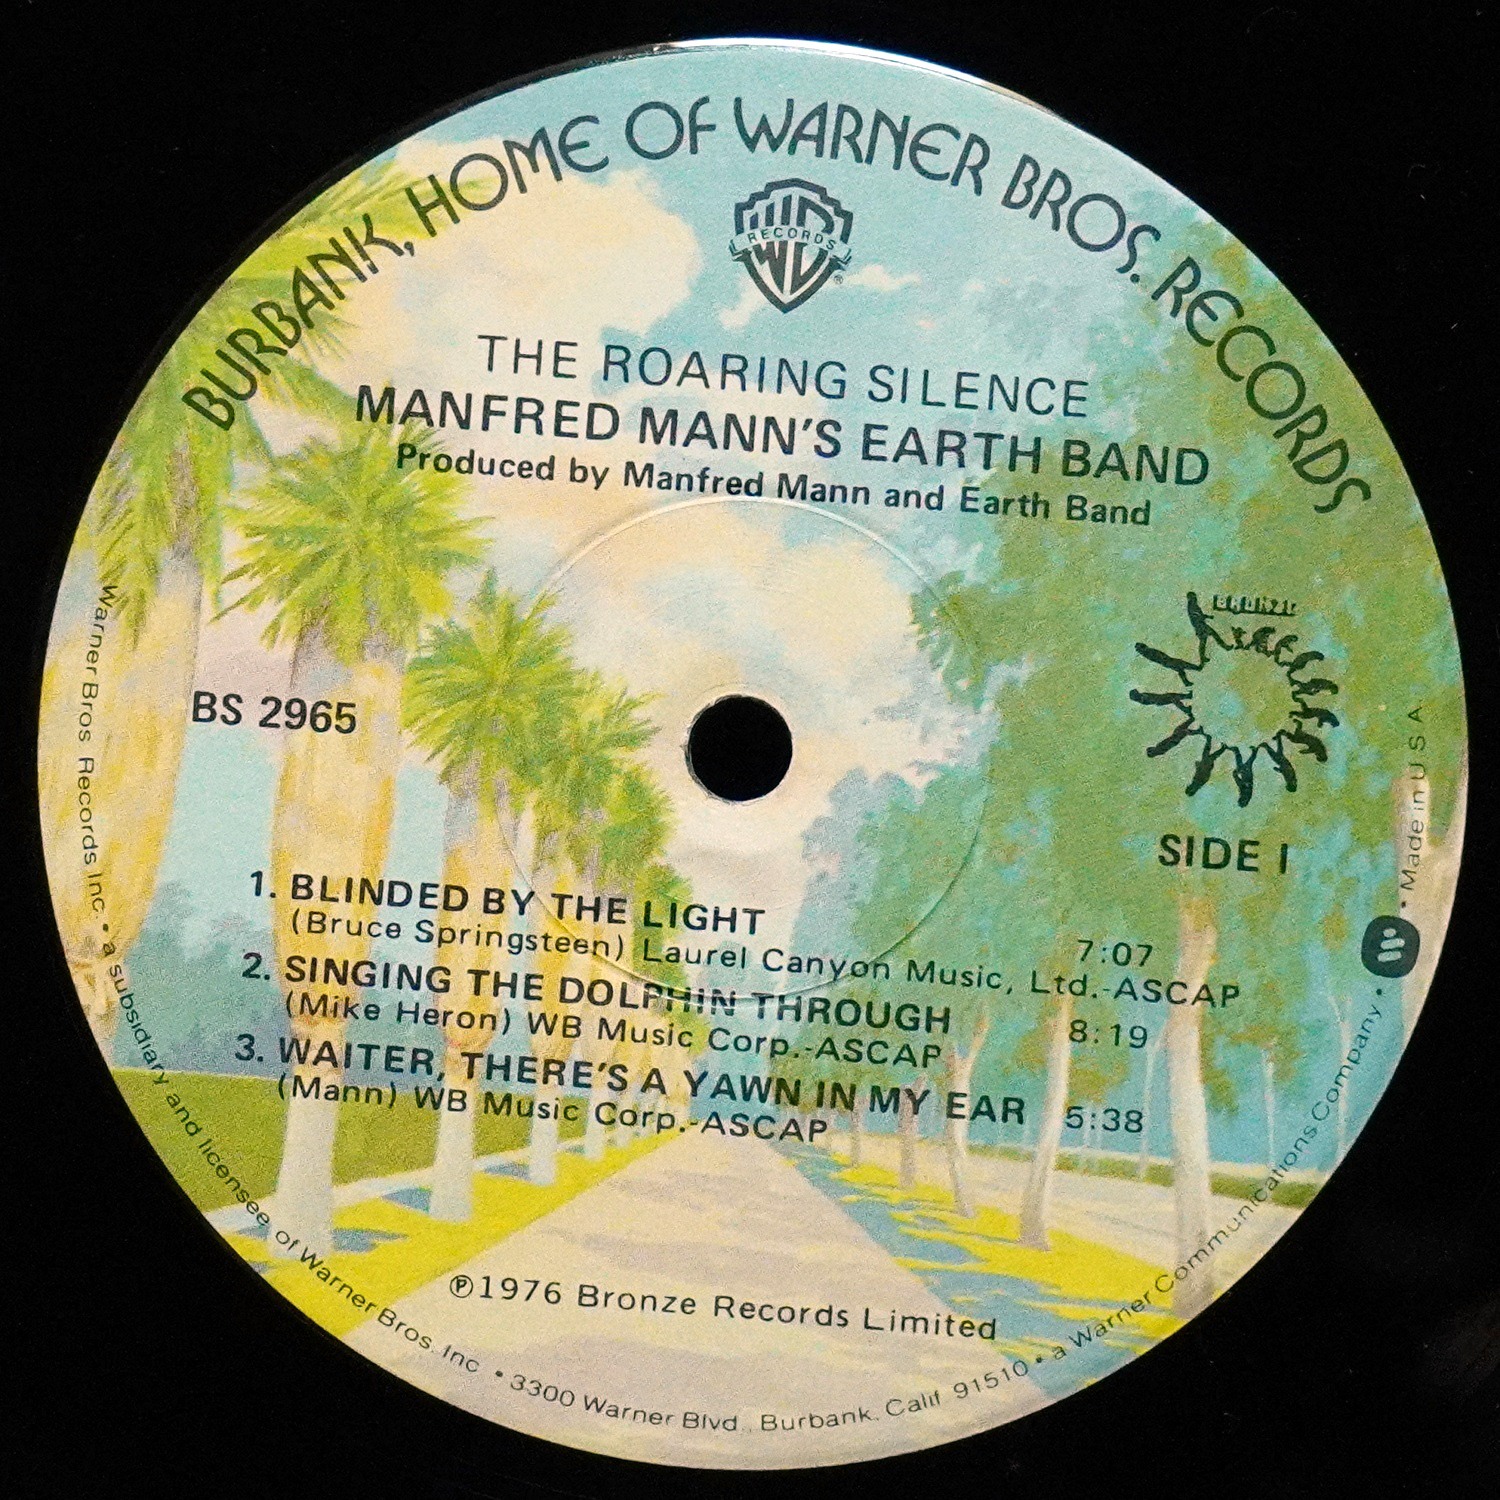 BURBANK, HOME OF WARNER BROS. RECORDS
WB
RECORDS
®
THE ROARING SILENCE
MANFRED MANN'S EARTH BAND
Produced by Manfred Mann and Earth Band
BRONZE
BS 2965
SIDE I
1. BLINDED BY THE LIGHT 7:07
(Bruce Springsteen) Laurel Canyon Music, Ltd.-ASCAP
2. SINGING THE DOLPHIN THROUGH 8:19
(Mike Heron) WB Music Corp.-ASCAP
3. WAITER, THERE'S A YAWN IN MY EAR 5:38
(Mann) WB Music Corp.-ASCAP
℗1976 Bronze Records Limited
Warner Bros Records Inc. • a subsidiary and licensee of Warner Bros. Inc • 3300 Warner Blvd., Burbank, Calif 91510 • a Warner Communications Company • • Made in U S A